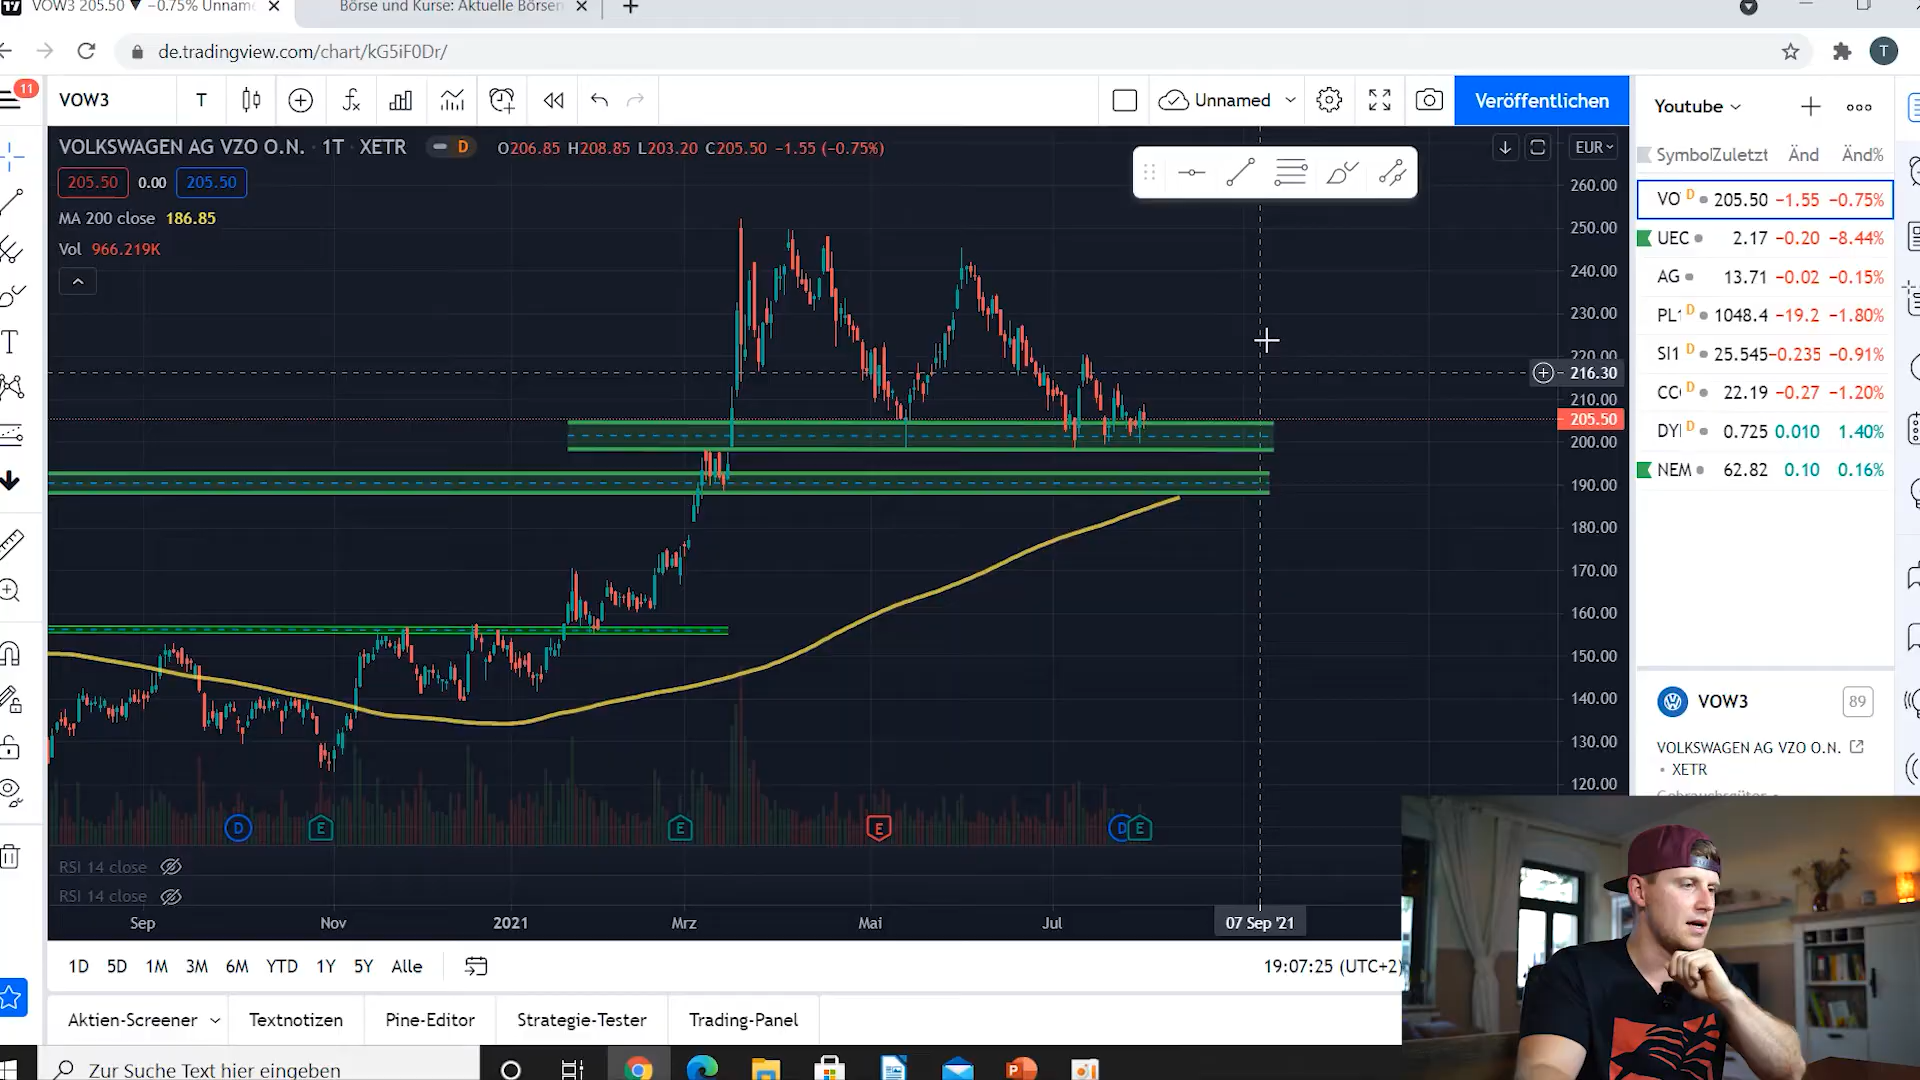 VOW3 205.50 ▼ −0.75% Unnam
Börse und Kurse: Aktuelle Börsen
de.tradingview.com/chart/kG5iF0Dr/
T
11
VOW3
T
Unnamed
Veröffentlichen
Youtube
VOLKSWAGEN AG VZO O.N. · 1T · XETR
D
O206.85 H208.85 L203.20 C205.50 −1.55 (−0.75%)
EUR
205.50 0.00 205.50
MA 200 close 186.85
Vol 966.219K
260.00
250.00
240.00
230.00
220.00
216.30
210.00
205.50
200.00
190.00
180.00
170.00
160.00
150.00
140.00
130.00
120.00
D E E E D E
RSI 14 close
RSI 14 close
Sep Nov 2021 Mrz Mai Jul 07 Sep '21
1D 5D 1M 3M 6M YTD 1Y 5Y Alle
19:07:25 (UTC+2)
Aktien-Screener Textnotizen Pine-Editor Strategie-Tester Trading-Panel
Zur Suche Text hier eingeben
Symbol Zuletzt Änd Änd%
VO D 205.50 −1.55 −0.75%
UEC 2.17 −0.20 −8.44%
AG 13.71 −0.02 −0.15%
PL1 D 1048.4 −19.2 −1.80%
SI1 D 25.545 −0.235 −0.91%
CC D 22.19 −0.27 −1.20%
DYI D 0.725 0.010 1.40%
NEM 62.82 0.10 0.16%
VOW3 89
VOLKSWAGEN AG VZO O.N.
• XETR